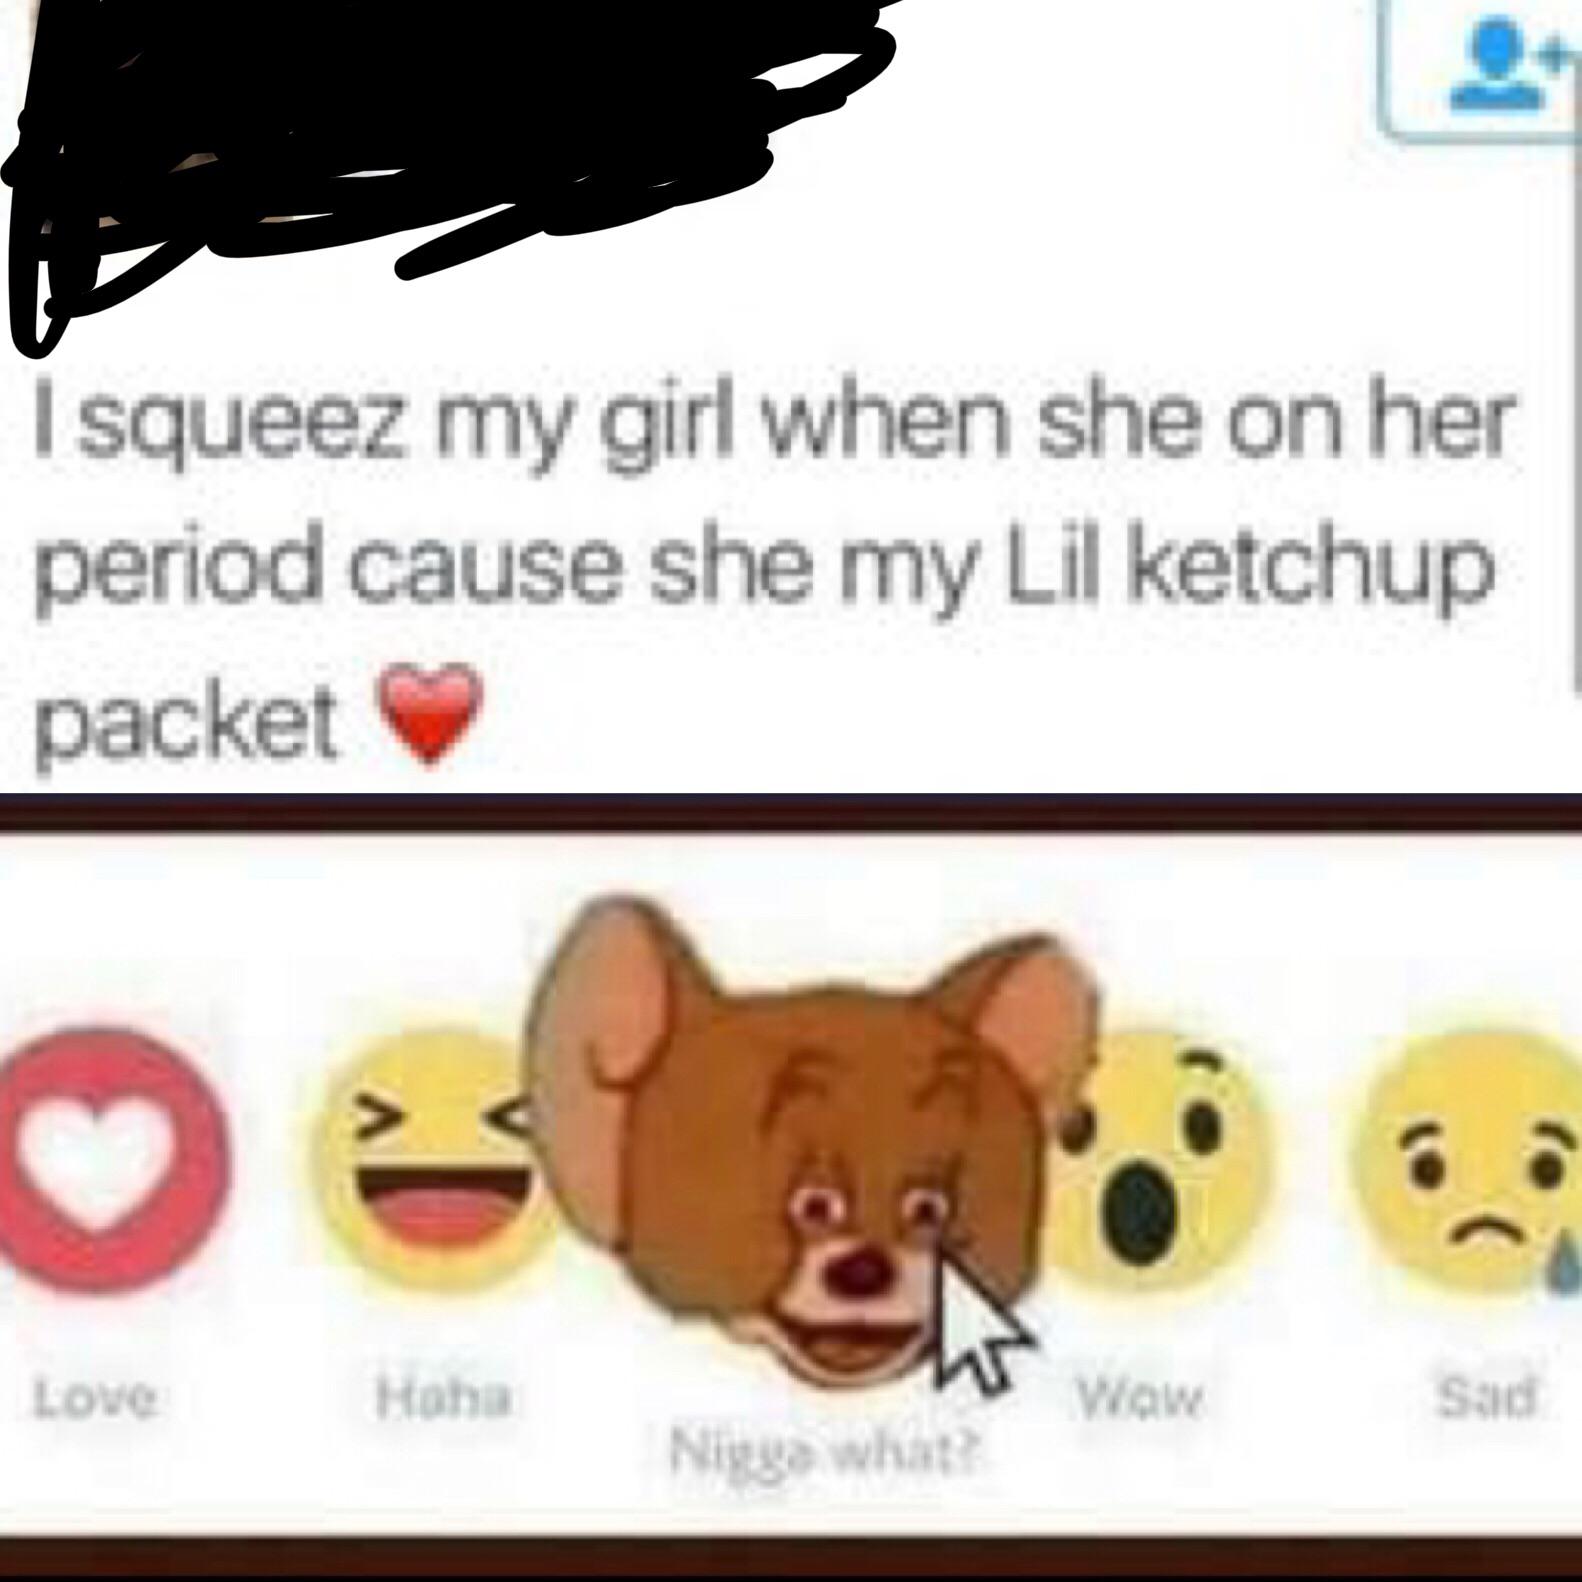 I squeez my girl when she on her
period cause she my Lil ketchup
packet ❤️
Love Haha Wow Sad
Nigga what?